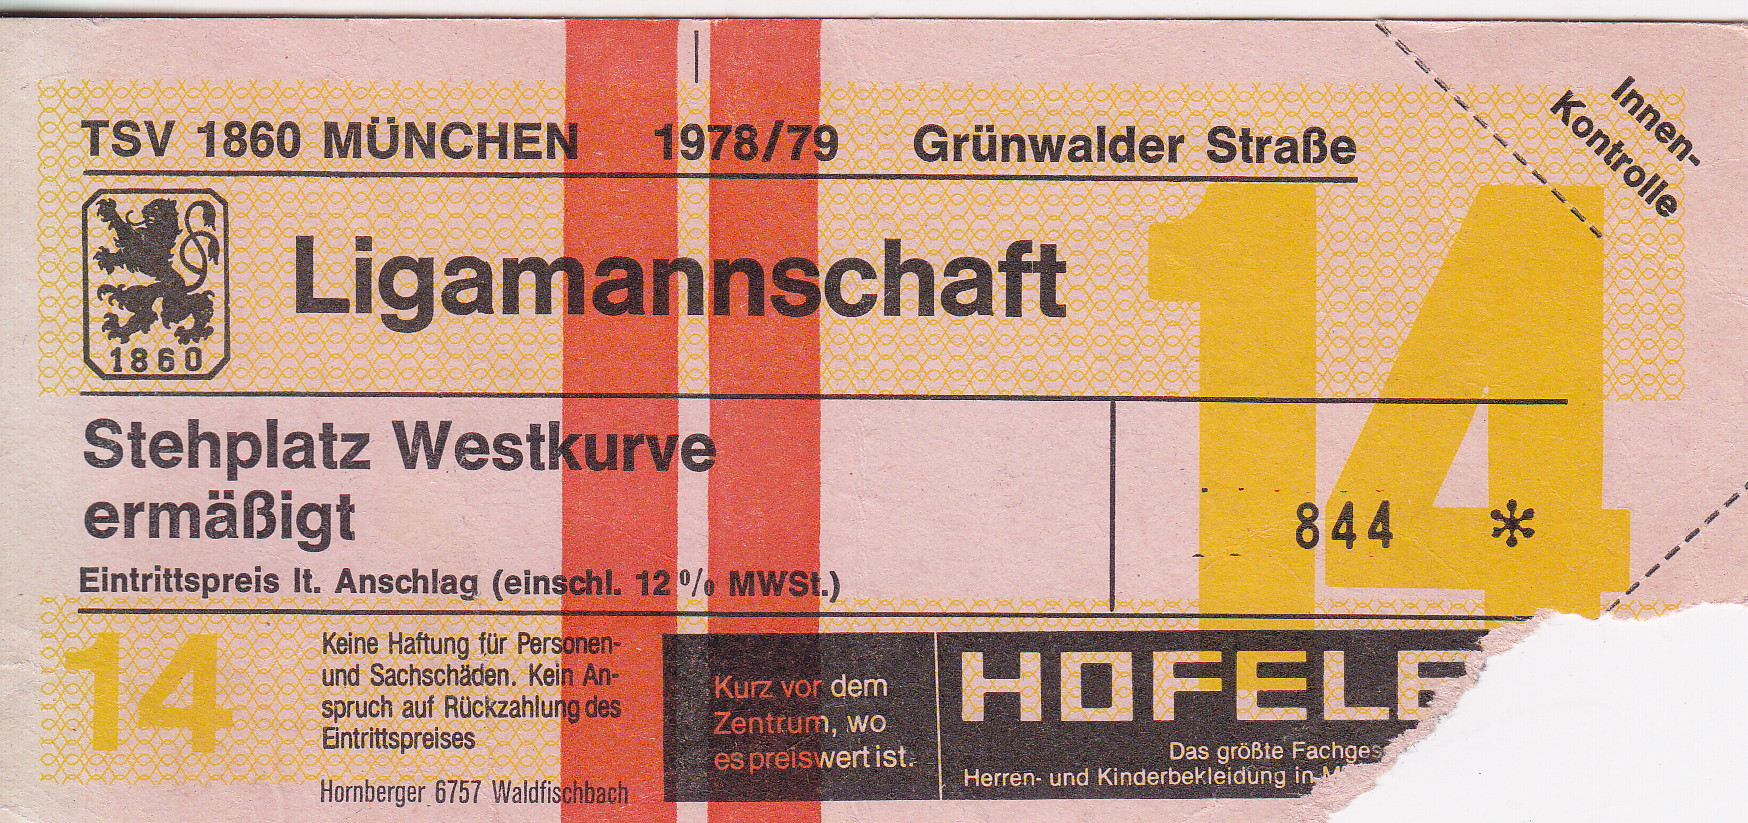 TSV 1860 MÜNCHEN 1978/79 Grünwalder Straße
Innen-
Kontrolle
1860
Ligamannschaft
14
Stehplatz Westkurve
ermäßigt
844 *
Eintrittspreis lt. Anschlag (einschl. 12% MWSt.)
14
Keine Haftung für Personen-
und Sachschäden. Kein An-
spruch auf Rückzahlung des
Eintrittspreises
Hornberger 6757 Waldfischbach
Kurz vor dem
Zentrum, wo
es preiswert ist.
HOFELE
Das größte Fachges
Herren- und Kinderbekleidung in M